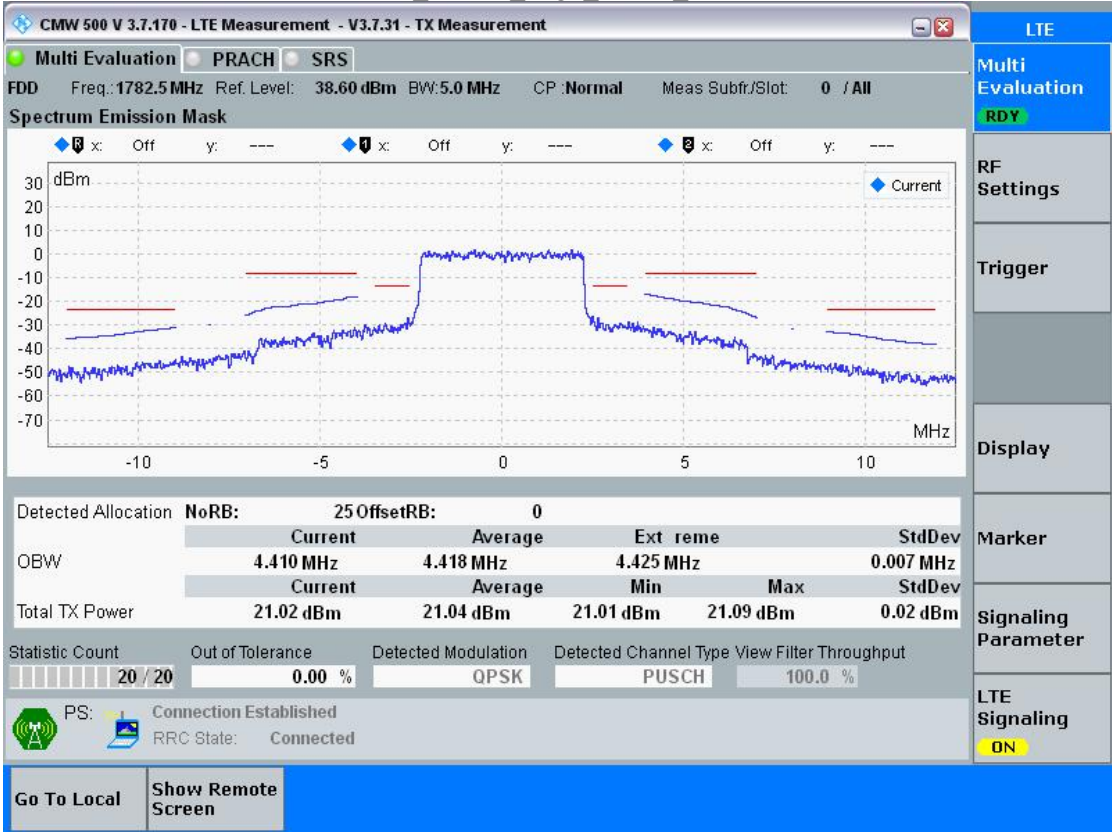 CMW 500 V 3.7.170 - LTE Measurement - V3.7.31 - TX Measurement
LTE
Multi Evaluation PRACH SRS
FDD Freq.:1782.5 MHz Ref. Level: 38.60 dBm BW:5.0 MHz CP :Normal Meas Subfr./Slot: 0 / All
Spectrum Emission Mask
R x: Off y: --- 1 x: Off y: --- 2 x: Off y: ---
dBm
Current
30
20
10
0
-10
-20
-30
-40
-50
-60
-70
MHz
-10 -5 0 5 10
Detected Allocation NoRB: 25 OffsetRB: 0
Current Average Ext reme StdDev
OBW 4.410 MHz 4.418 MHz 4.425 MHz 0.007 MHz
Current Average Min Max StdDev
Total TX Power 21.02 dBm 21.04 dBm 21.01 dBm 21.09 dBm 0.02 dBm
Statistic Count Out of Tolerance Detected Modulation Detected Channel Type View Filter Throughput
20 / 20 0.00 % QPSK PUSCH 100.0 %
PS: Connection Established
RRC State: Connected
Multi
Evaluation
RDY
RF
Settings
Trigger
Display
Marker
Signaling
Parameter
LTE
Signaling
ON
Go To Local
Show Remote
Screen